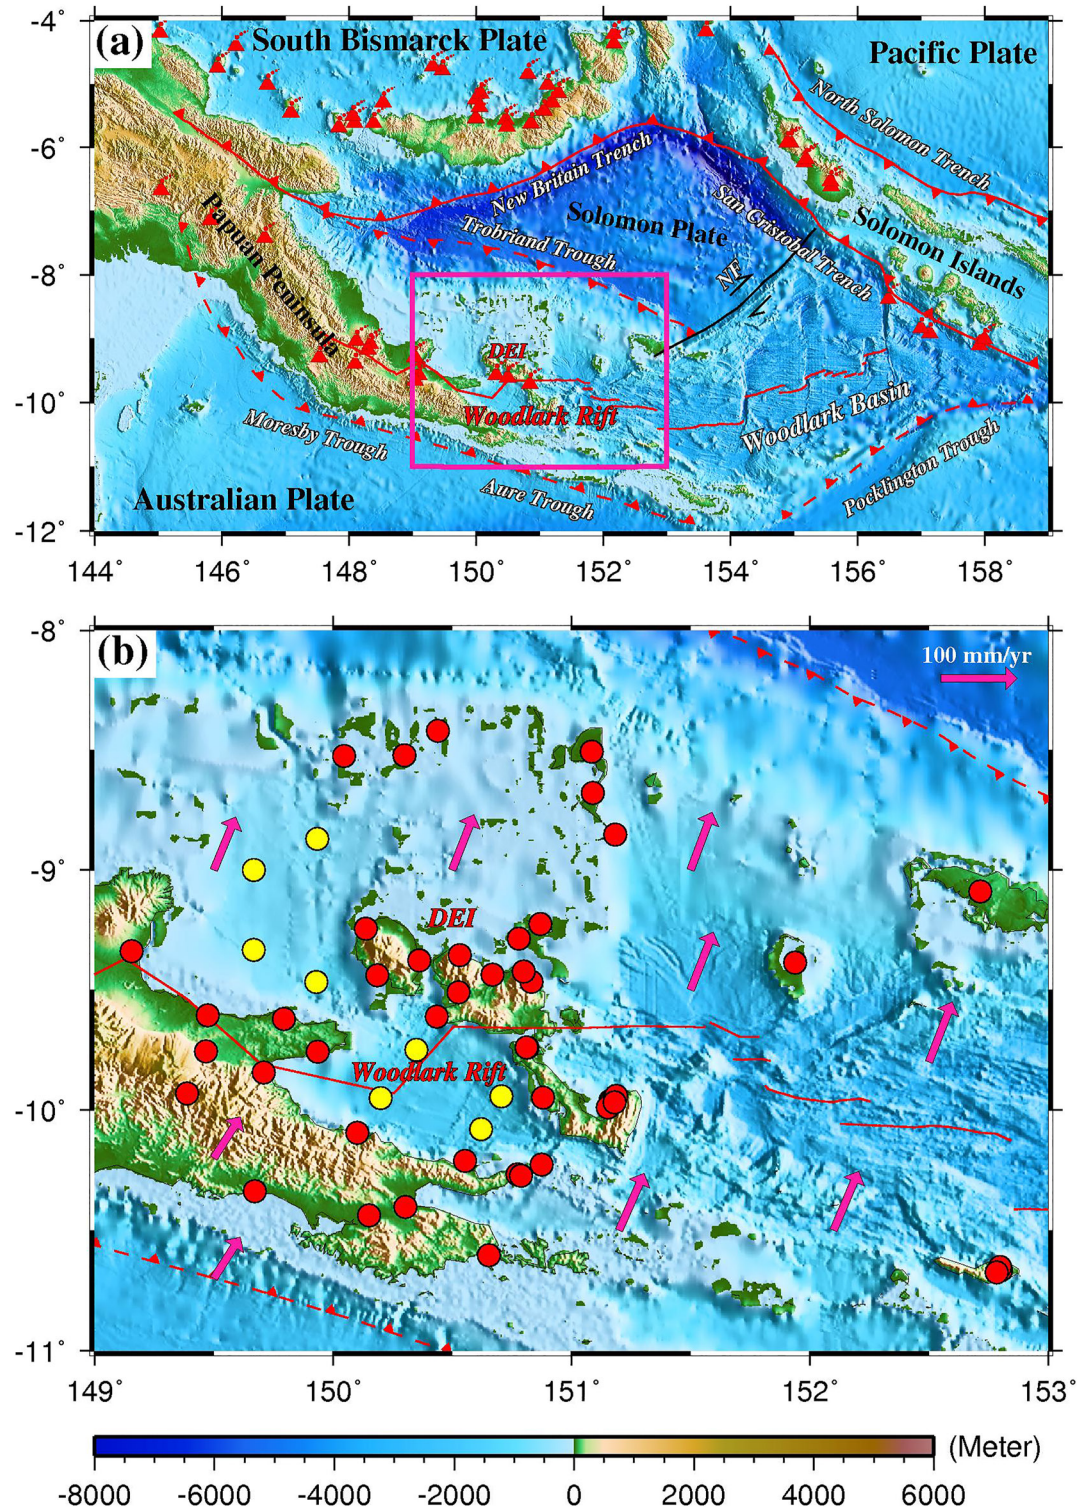 -4°
(a)
South Bismarck Plate
Pacific Plate
North Solomon Trench
-6°
New Britain Trench
San Cristobal Trench
Solomon Plate
Solomon Islands
Trobriand Trough
Papuan Peninsula
-8°
NF
DEI
Woodlark Rift
-10°
Woodlark Basin
Moresby Trough
Pocklington Trough
Aure Trough
Australian Plate
-12°
144° 146° 148° 150° 152° 154° 156° 158°
-8°
(b)
100 mm/yr
-9°
DEI
Woodlark Rift
-10°
-11°
149° 150° 151° 152° 153°
(Meter)
-8000 -6000 -4000 -2000 0 2000 4000 6000